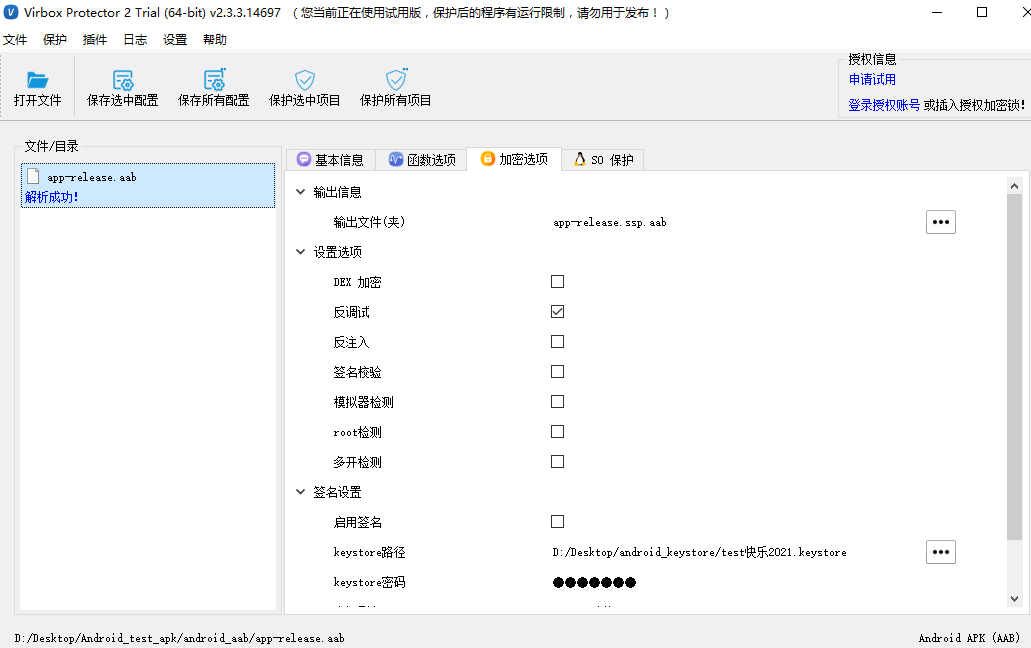 Virbox Protector 2 Trial (64-bit) v2.3.3.14697 （您当前正在使用试用版，保护后的程序有运行限制，请勿用于发布！）
文件 保护 插件 日志 设置 帮助
打开文件 保存选中配置 保存所有配置 保护选中项目 保护所有项目
授权信息
申请试用
登录授权账号 或插入授权加密锁!
文件/目录
app-release.aab
解析成功!
基本信息 函数选项 加密选项 SO 保护
输出信息
输出文件(夹) app-release.ssp.aab •••
设置选项
DEX 加密
反调试
反注入
签名校验
模拟器检测
root检测
多开检测
签名设置
启用签名
keystore路径 D:/Desktop/android_keystore/test快乐2021.keystore •••
keystore密码 ●●●●●●●
D:/Desktop/Android_test_apk/android_aab/app-release.aab Android APK (AAB)